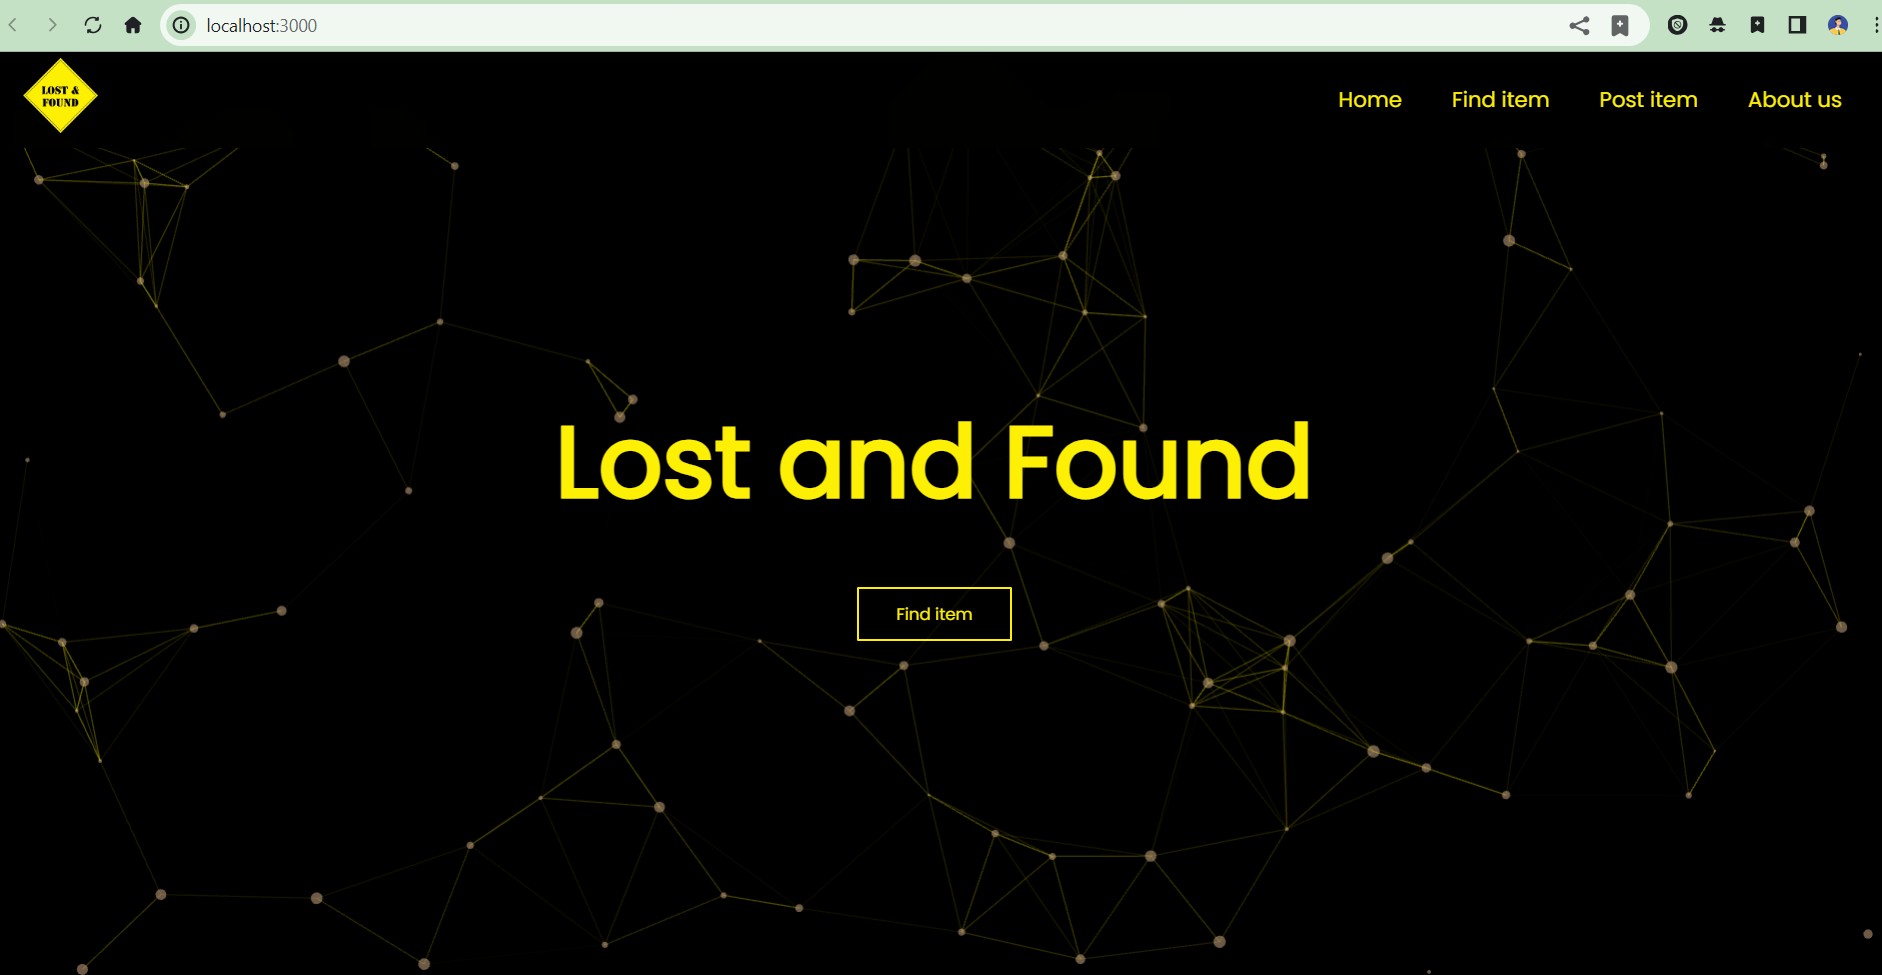 localhost:3000
LOST &
FOUND
Home
Find item
Post item
About us
Lost and Found
Find item